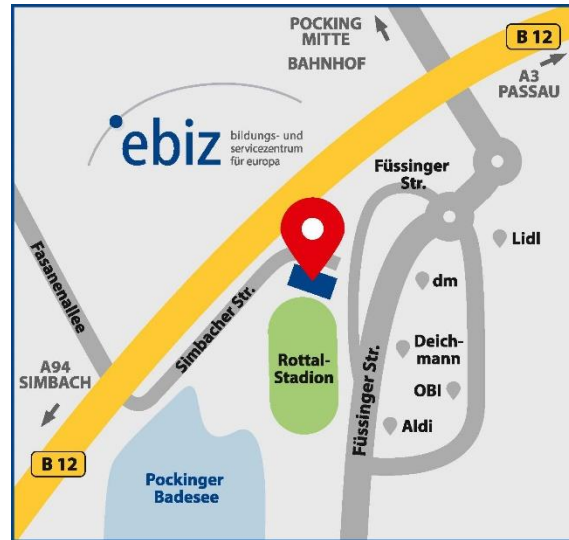 POCKING
MITTE
BAHNHOF
B 12
A3
PASSAU
ebiz
bildungs- und
servicezentrum
für europa
Füssinger
Str.
Lidl
Fasanenallee
Simbacher Str.
dm
Deich-
mann
A94
SIMBACH
Rottal-
Stadion
Füssinger Str.
OBI
Aldi
B 12
Pockinger
Badesee